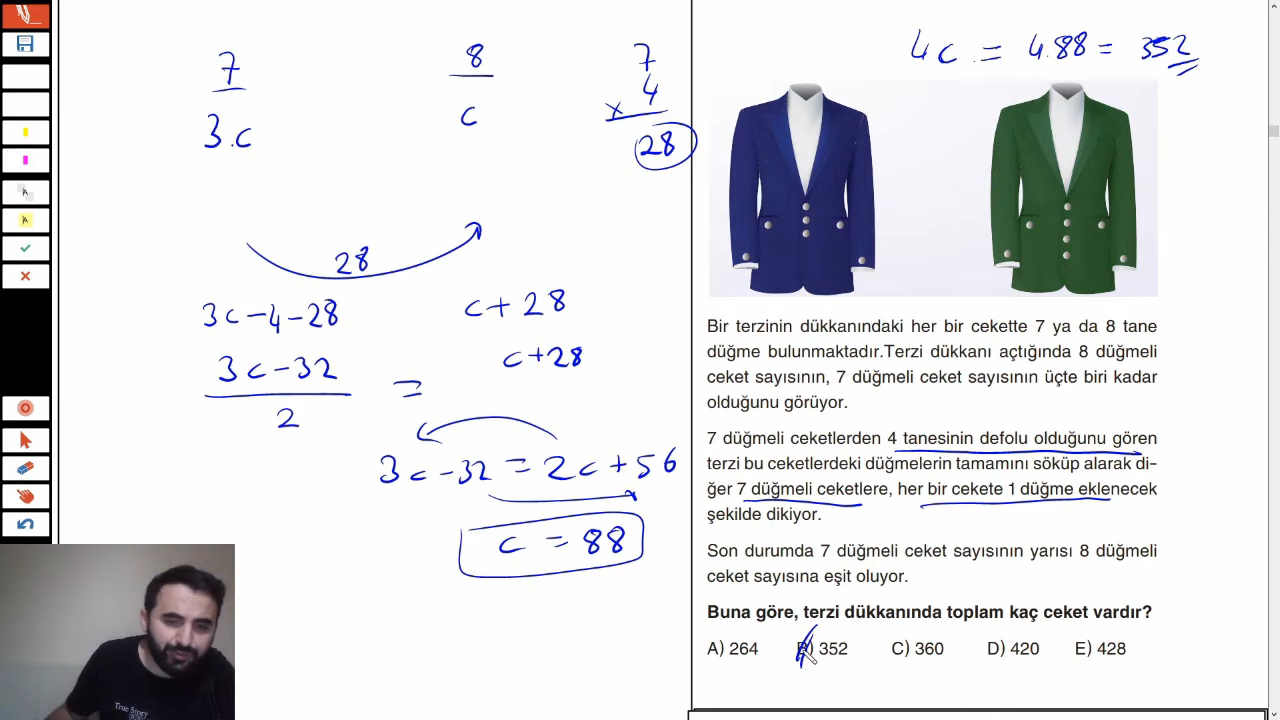 7
3.c
8
c
7
x 4
28
28
3c-4-28
c+28
3c-32
c+28
2
=
3c-32 = 2c+56
c = 88
4c = 4.88 = 352
Bir terzinin dükkanındaki her bir cekette 7 ya da 8 tane
düğme bulunmaktadır.Terzi dükkanı açtığında 8 düğmeli
ceket sayısının, 7 düğmeli ceket sayısının üçte biri kadar
olduğunu görüyor.
7 düğmeli ceketlerden 4 tanesinin defolu olduğunu gören
terzi bu ceketlerdeki düğmelerin tamamını söküp alarak di-
ğer 7 düğmeli ceketlere, her bir cekete 1 düğme eklenecek
şekilde dikiyor.
Son durumda 7 düğmeli ceket sayısının yarısı 8 düğmeli
ceket sayısına eşit oluyor.
Buna göre, terzi dükkanında toplam kaç ceket vardır?
A) 264 B) 352 C) 360 D) 420 E) 428
True Story